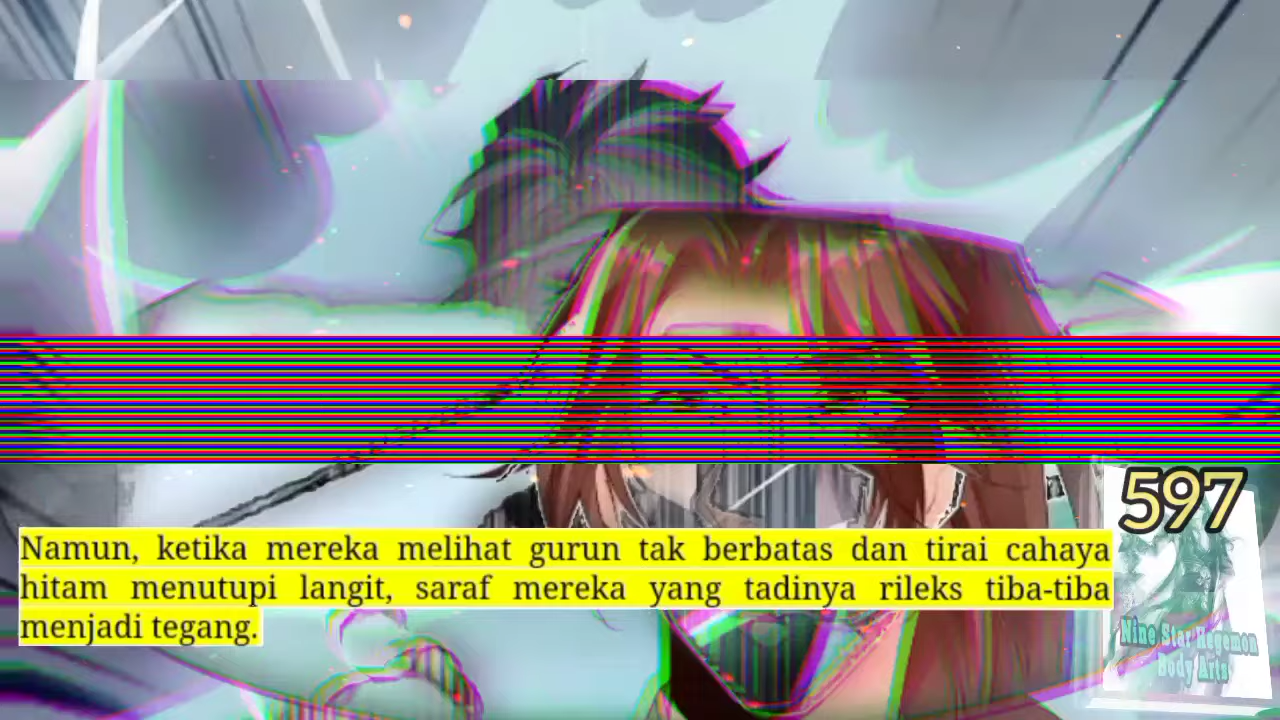 597
Namun, ketika mereka melihat gurun tak berbatas dan tirai cahaya
hitam menutupi langit, saraf mereka yang tadinya rileks tiba-tiba
menjadi tegang.
Nine Star Hegemon
Body Arts